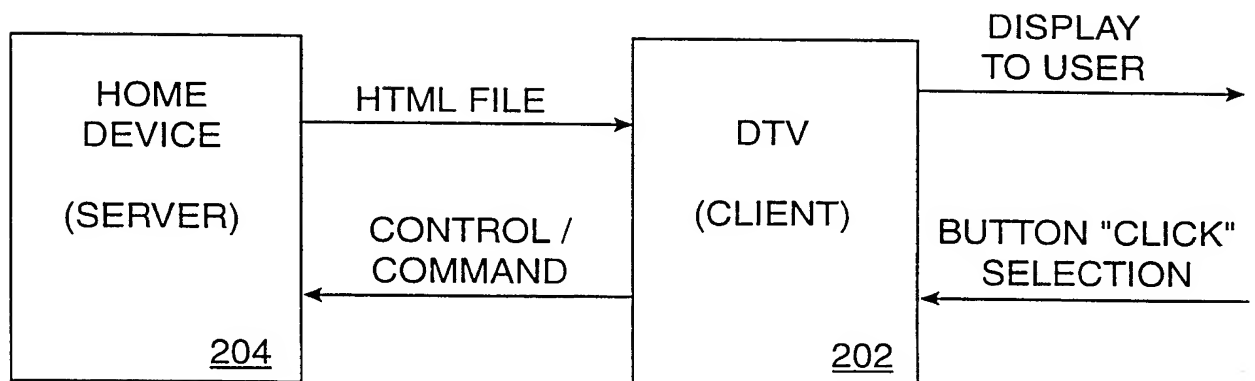 HOME
DEVICE
(SERVER)
204
HTML FILE
CONTROL /
COMMAND
DTV
(CLIENT)
202
DISPLAY
TO USER
BUTTON "CLICK"
SELECTION